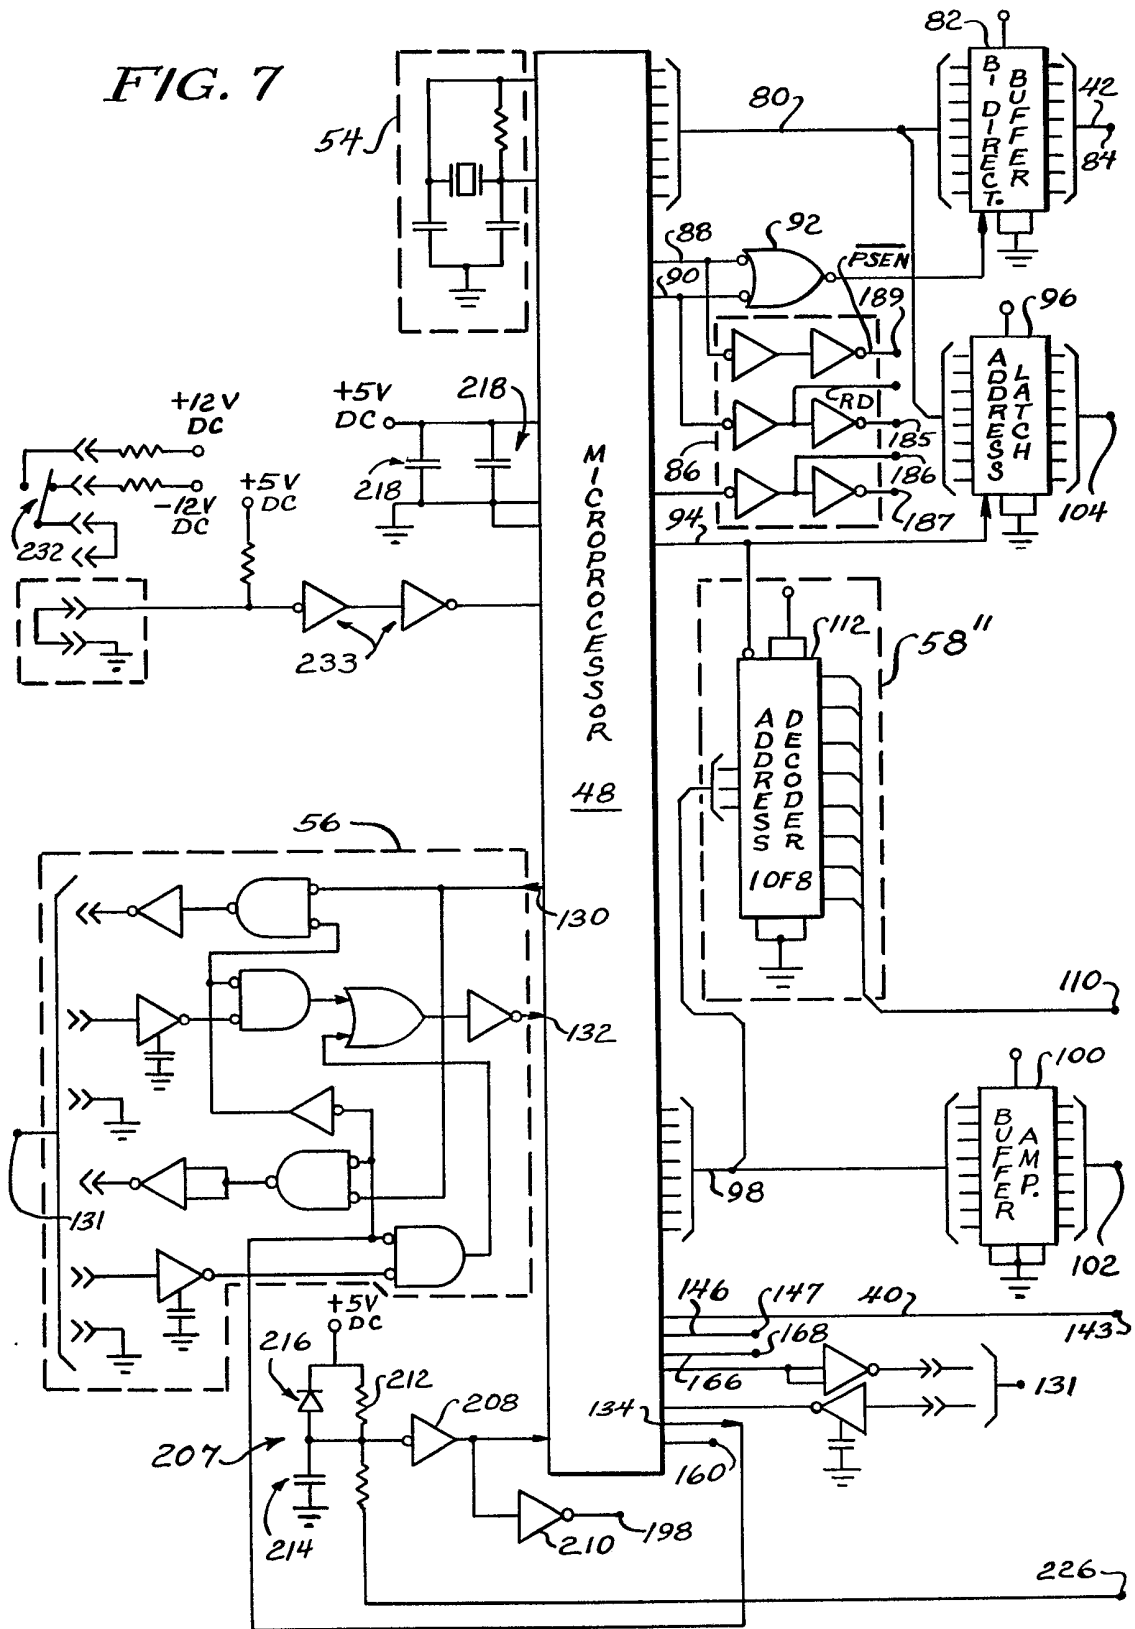 FIG. 7
54
80
82
BI DIRECT.
BUFFER
42
84
88
90
92
PSEN
189
96
ADDRESS
LATCH
104
RD
185
186
187
86
94
+12V
DC
-12V
DC
232
+5V
DC
233
+5V
DC
218
218
MICROPROCESSOR
48
112
58"
ADDRESS
DECODER
1 OF 8
110
56
130
132
131
100
BUFFER
AMP.
102
98
146
147
40
143
168
166
131
134
160
+5V
DC
216
212
208
207
214
210
198
226